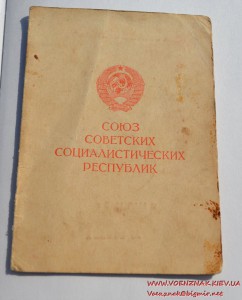 СОЮЗ
СОВЕТСКИХ
СОЦИАЛИСТИЧЕСКИХ
РЕСПУБЛИК
www.VOENZNAK.KIEV.UA
Voenznak@bigmir.net